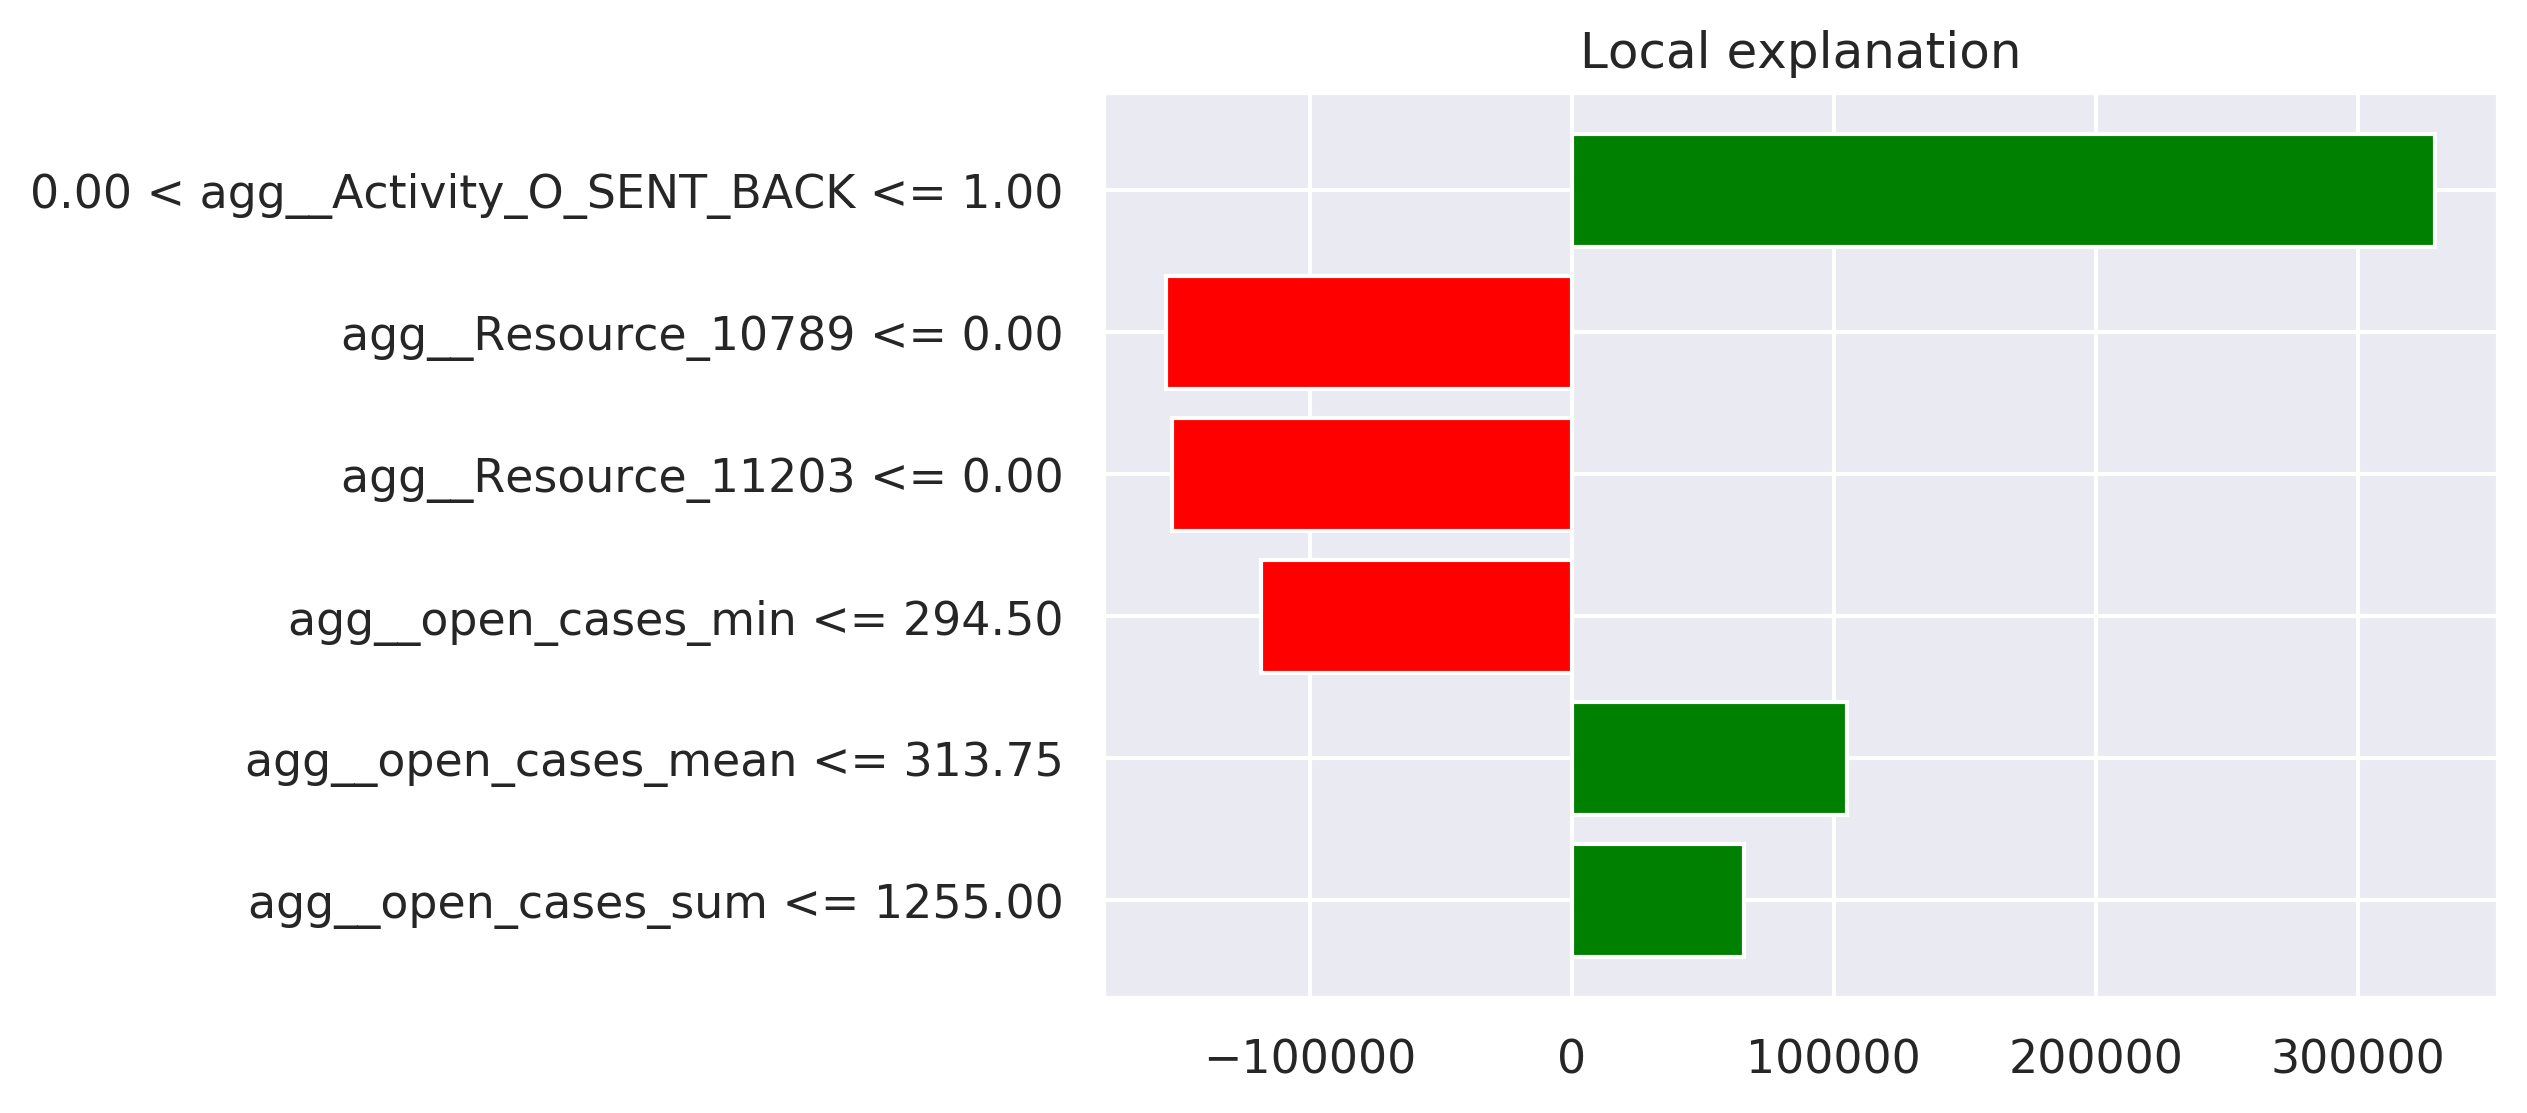 Local explanation
0.00 < agg__Activity_O_SENT_BACK <= 1.00
agg__Resource_10789 <= 0.00
agg__Resource_11203 <= 0.00
agg__open_cases_min <= 294.50
agg__open_cases_mean <= 313.75
agg__open_cases_sum <= 1255.00
−100000 0 100000 200000 300000